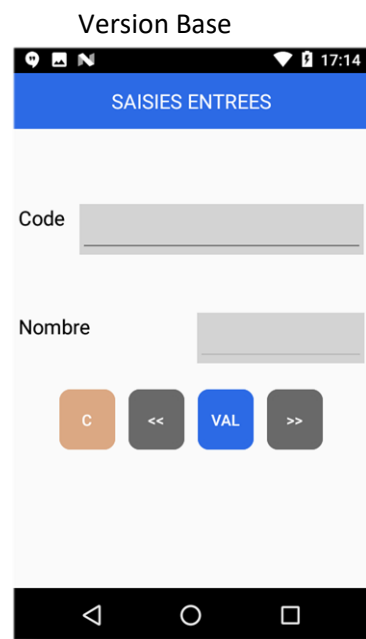 Version Base
17:14
SAISIES ENTREES
Code
Nombre
C << VAL >>